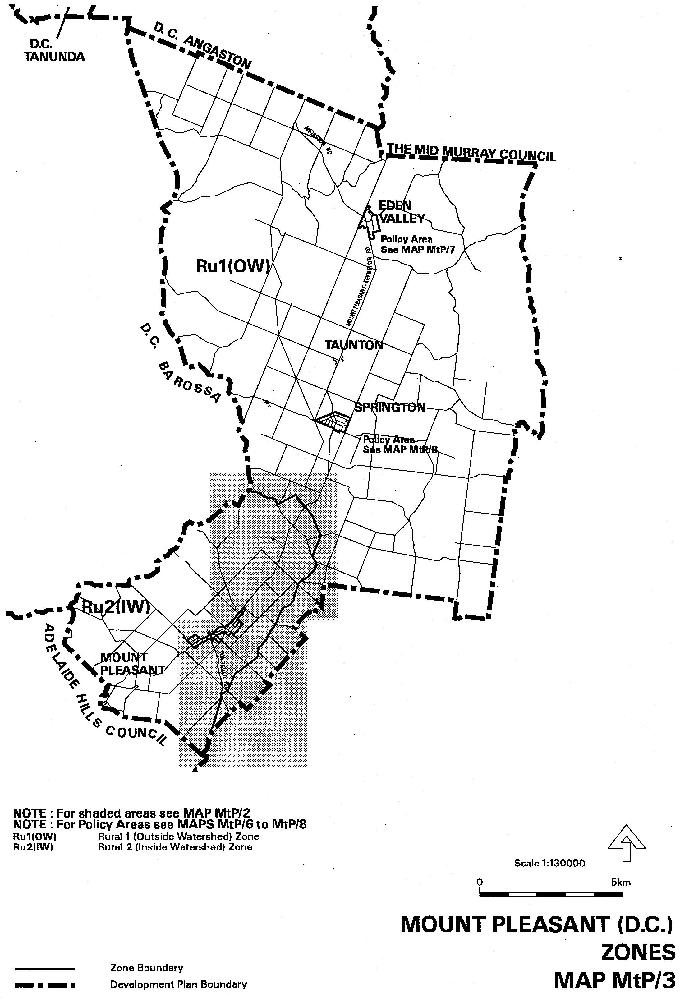 D.C.
TANUNDA
D. C. ANGASTON
ANGASTON RD
THE MID MURRAY COUNCIL
EDEN
VALLEY
Policy Area
See MAP MtP/7
Ru1(OW)
MOUNT PLEASANT - KEYNETON RD
D. C. BAROSSA
TAUNTON
SPRINGTON
Policy Area
See MAP MtP/8
Ru2(IW)
MOUNT
PLEASANT
TUNGKILLO RD
ADELAIDE HILLS COUNCIL
NOTE : For shaded areas see MAP MtP/2
NOTE : For Policy Areas see MAPS MtP/6 to MtP/8
Ru1(OW) Rural 1 (Outside Watershed) Zone
Ru2(IW) Rural 2 (Inside Watershed) Zone
Scale 1:130000
0 5km
MOUNT PLEASANT (D.C.)
ZONES
MAP MtP/3
Zone Boundary
Development Plan Boundary